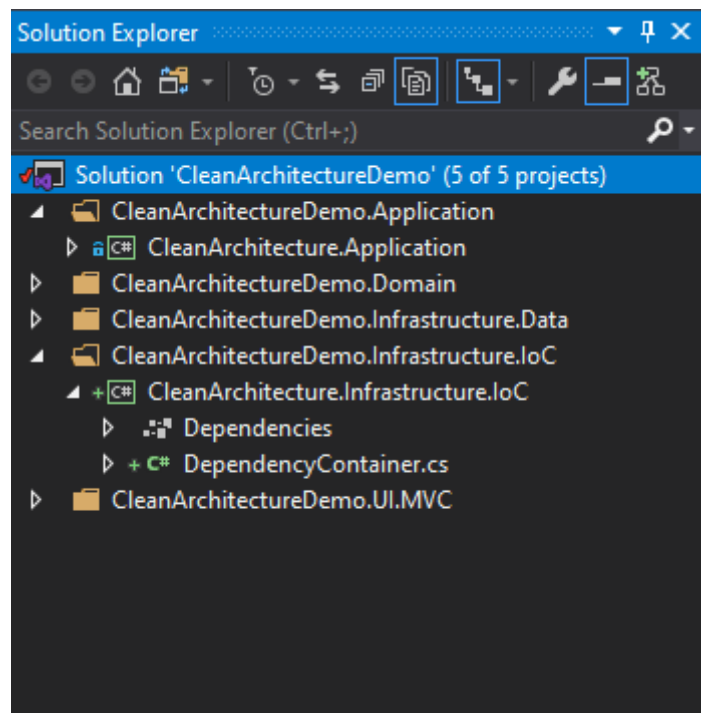 Solution Explorer
Search Solution Explorer (Ctrl+;)
Solution 'CleanArchitectureDemo' (5 of 5 projects)
CleanArchitectureDemo.Application
C# CleanArchitecture.Application
CleanArchitectureDemo.Domain
CleanArchitectureDemo.Infrastructure.Data
CleanArchitectureDemo.Infrastructure.IoC
+ C# CleanArchitecture.Infrastructure.IoC
Dependencies
+ C# DependencyContainer.cs
CleanArchitectureDemo.UI.MVC